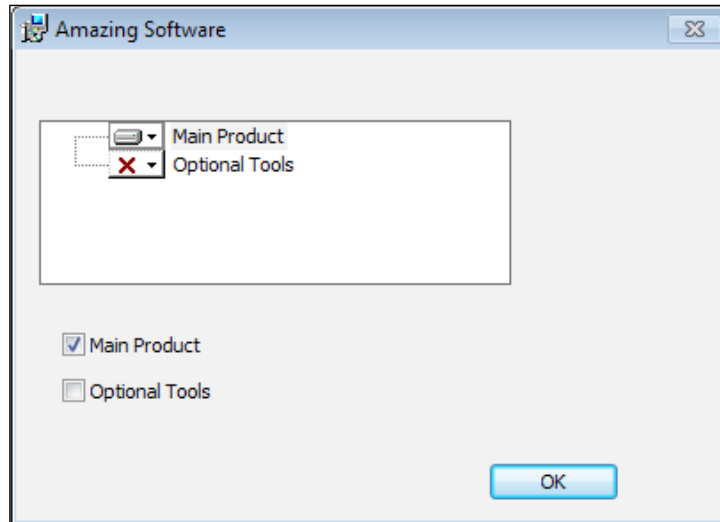 Amazing Software
Main Product
Optional Tools
Main Product
Optional Tools
OK